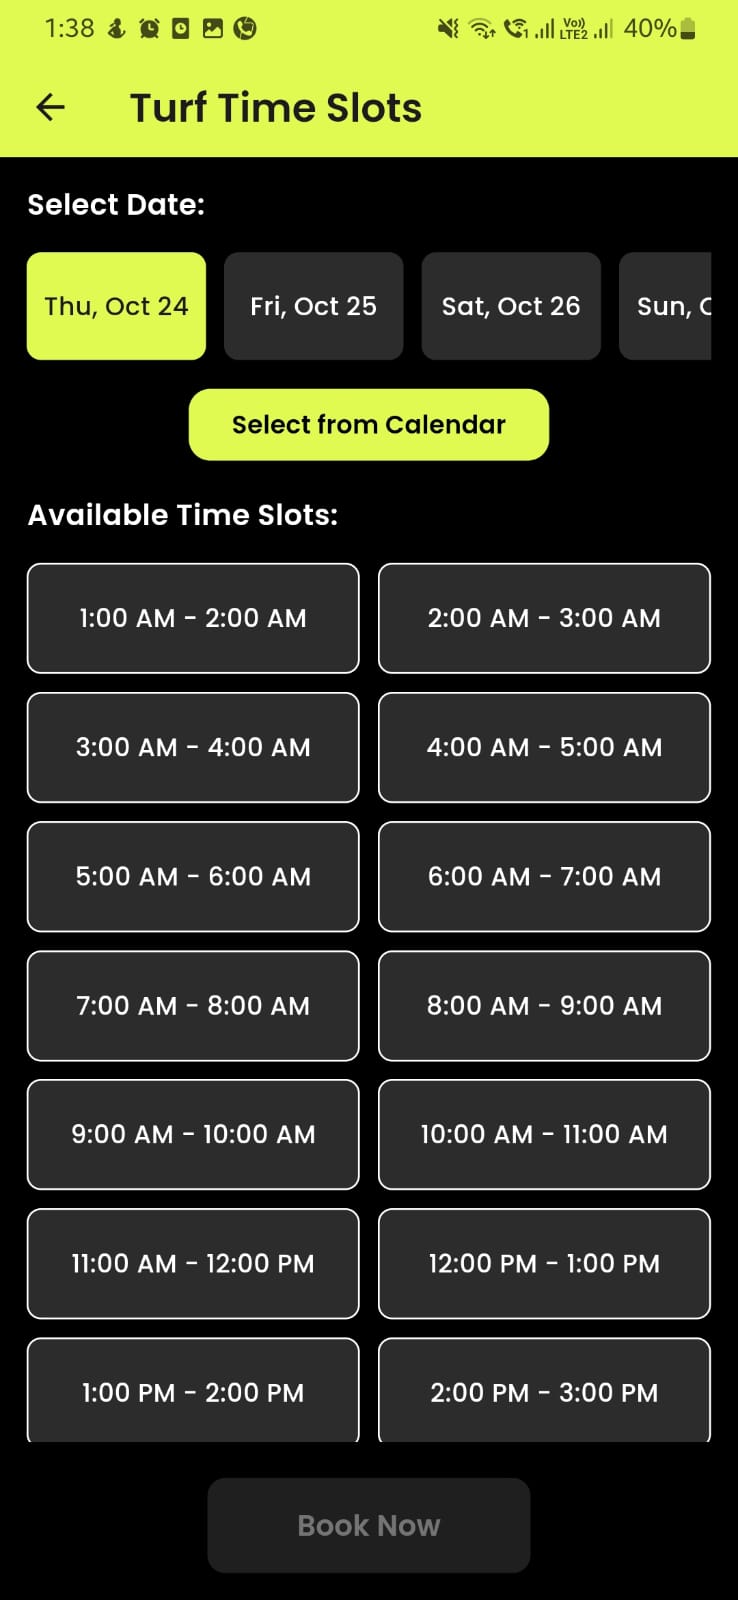 1:38 Vo)) LTE2 40%
Turf Time Slots
Select Date:
Thu, Oct 24 Fri, Oct 25 Sat, Oct 26 Sun,
Select from Calendar
Available Time Slots:
1:00 AM - 2:00 AM 2:00 AM - 3:00 AM
3:00 AM - 4:00 AM 4:00 AM - 5:00 AM
5:00 AM - 6:00 AM 6:00 AM - 7:00 AM
7:00 AM - 8:00 AM 8:00 AM - 9:00 AM
9:00 AM - 10:00 AM 10:00 AM - 11:00 AM
11:00 AM - 12:00 PM 12:00 PM - 1:00 PM
1:00 PM - 2:00 PM 2:00 PM - 3:00 PM
Book Now